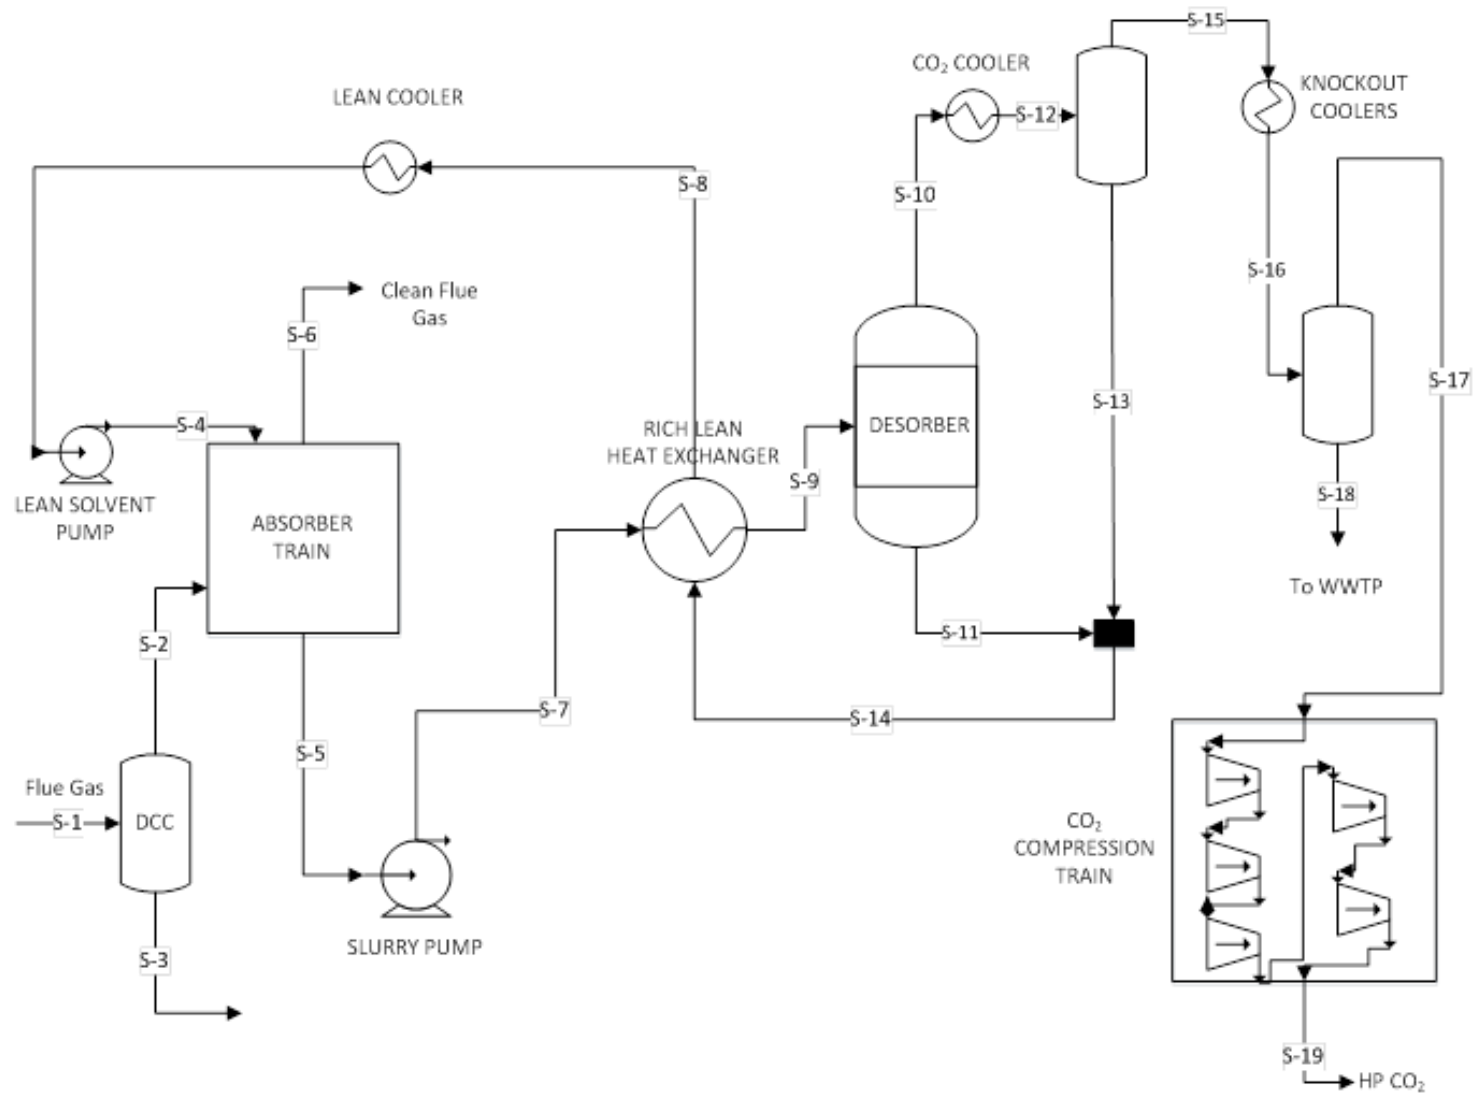 S-15
CO₂ COOLER
KNOCKOUT
COOLERS
LEAN COOLER
S-12
S-8
S-10
S-16
Clean Flue
Gas
S-6
S-17
S-13
S-4
RICH LEAN
HEAT EXCHANGER
DESORBER
S-9
LEAN SOLVENT
PUMP
ABSORBER
TRAIN
S-18
To WWTP
S-2
S-11
S-7
S-14
S-5
Flue Gas
S-1
DCC
CO₂
COMPRESSION
TRAIN
SLURRY PUMP
S-3
S-19
HP CO₂